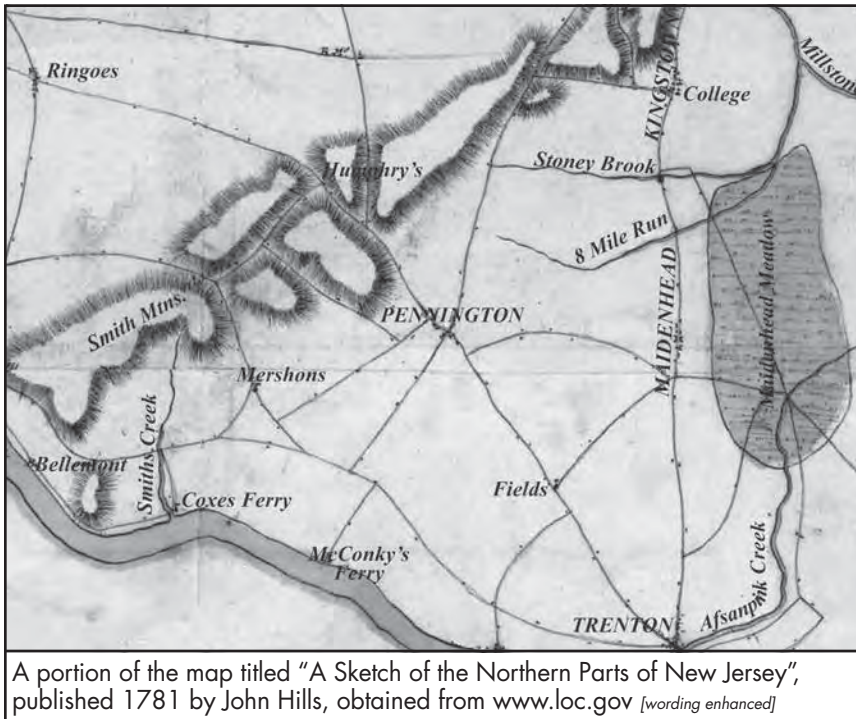 Ringoes
College
KINGSTON
Millston
Humphry's
Stoney Brook
8 Mile Run
Smith Mtns.
PENNINGTON
MAIDENHEAD
Maidenhead Meadow
Mershons
Smiths Creek
Bellemont
Coxes Ferry
Fields
McConky's
Ferry
TRENTON
Afsanpink Creek
A portion of the map titled “A Sketch of the Northern Parts of New Jersey”,
published 1781 by John Hills, obtained from www.loc.gov [wording enhanced]